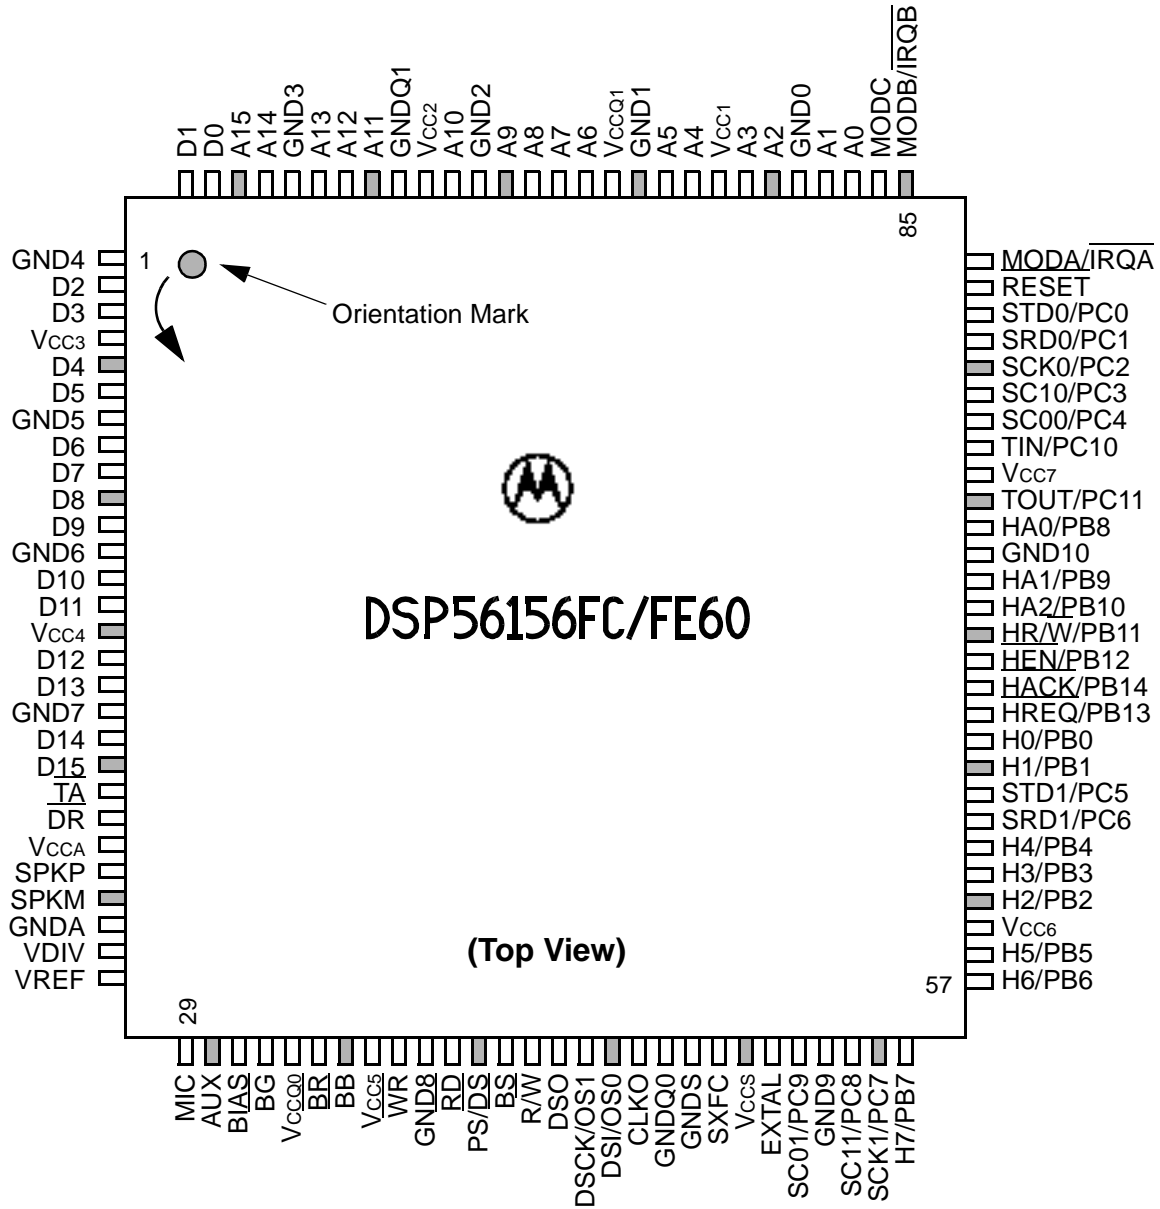 D1
D0
A15
A14
GND3
A13
A12
A11
GNDQ1
VCC2
A10
GND2
A9
A8
A7
A6
VCCQ1
GND1
A5
A4
VCC1
A3
A2
GND0
A1
A0
MODC
MODB/IRQB
85
GND4
D2
D3
VCC3
D4
D5
GND5
D6
D7
D8
D9
GND6
D10
D11
VCC4
D12
D13
GND7
D14
D15
TA
DR
VCCA
SPKP
SPKM
GNDA
VDIV
VREF
1
Orientation Mark
DSP56156FC/FE60
(Top View)
29
57
MODA/IRQA
RESET
STD0/PC0
SRD0/PC1
SCK0/PC2
SC10/PC3
SC00/PC4
TIN/PC10
VCC7
TOUT/PC11
HA0/PB8
GND10
HA1/PB9
HA2/PB10
HR/W/PB11
HEN/PB12
HACK/PB14
HREQ/PB13
H0/PB0
H1/PB1
STD1/PC5
SRD1/PC6
H4/PB4
H3/PB3
H2/PB2
VCC6
H5/PB5
H6/PB6
MIC
AUX
BIAS
BG
VCCQ0
BR
BB
VCC5
WR
GND8
RD
PS/DS
BS
R/W
DSO
DSCK/OS1
DSI/OS0
CLKO
GNDQ0
GNDS
SXFC
VCCS
EXTAL
SC01/PC9
GND9
SC11/PC8
SCK1/PC7
H7/PB7